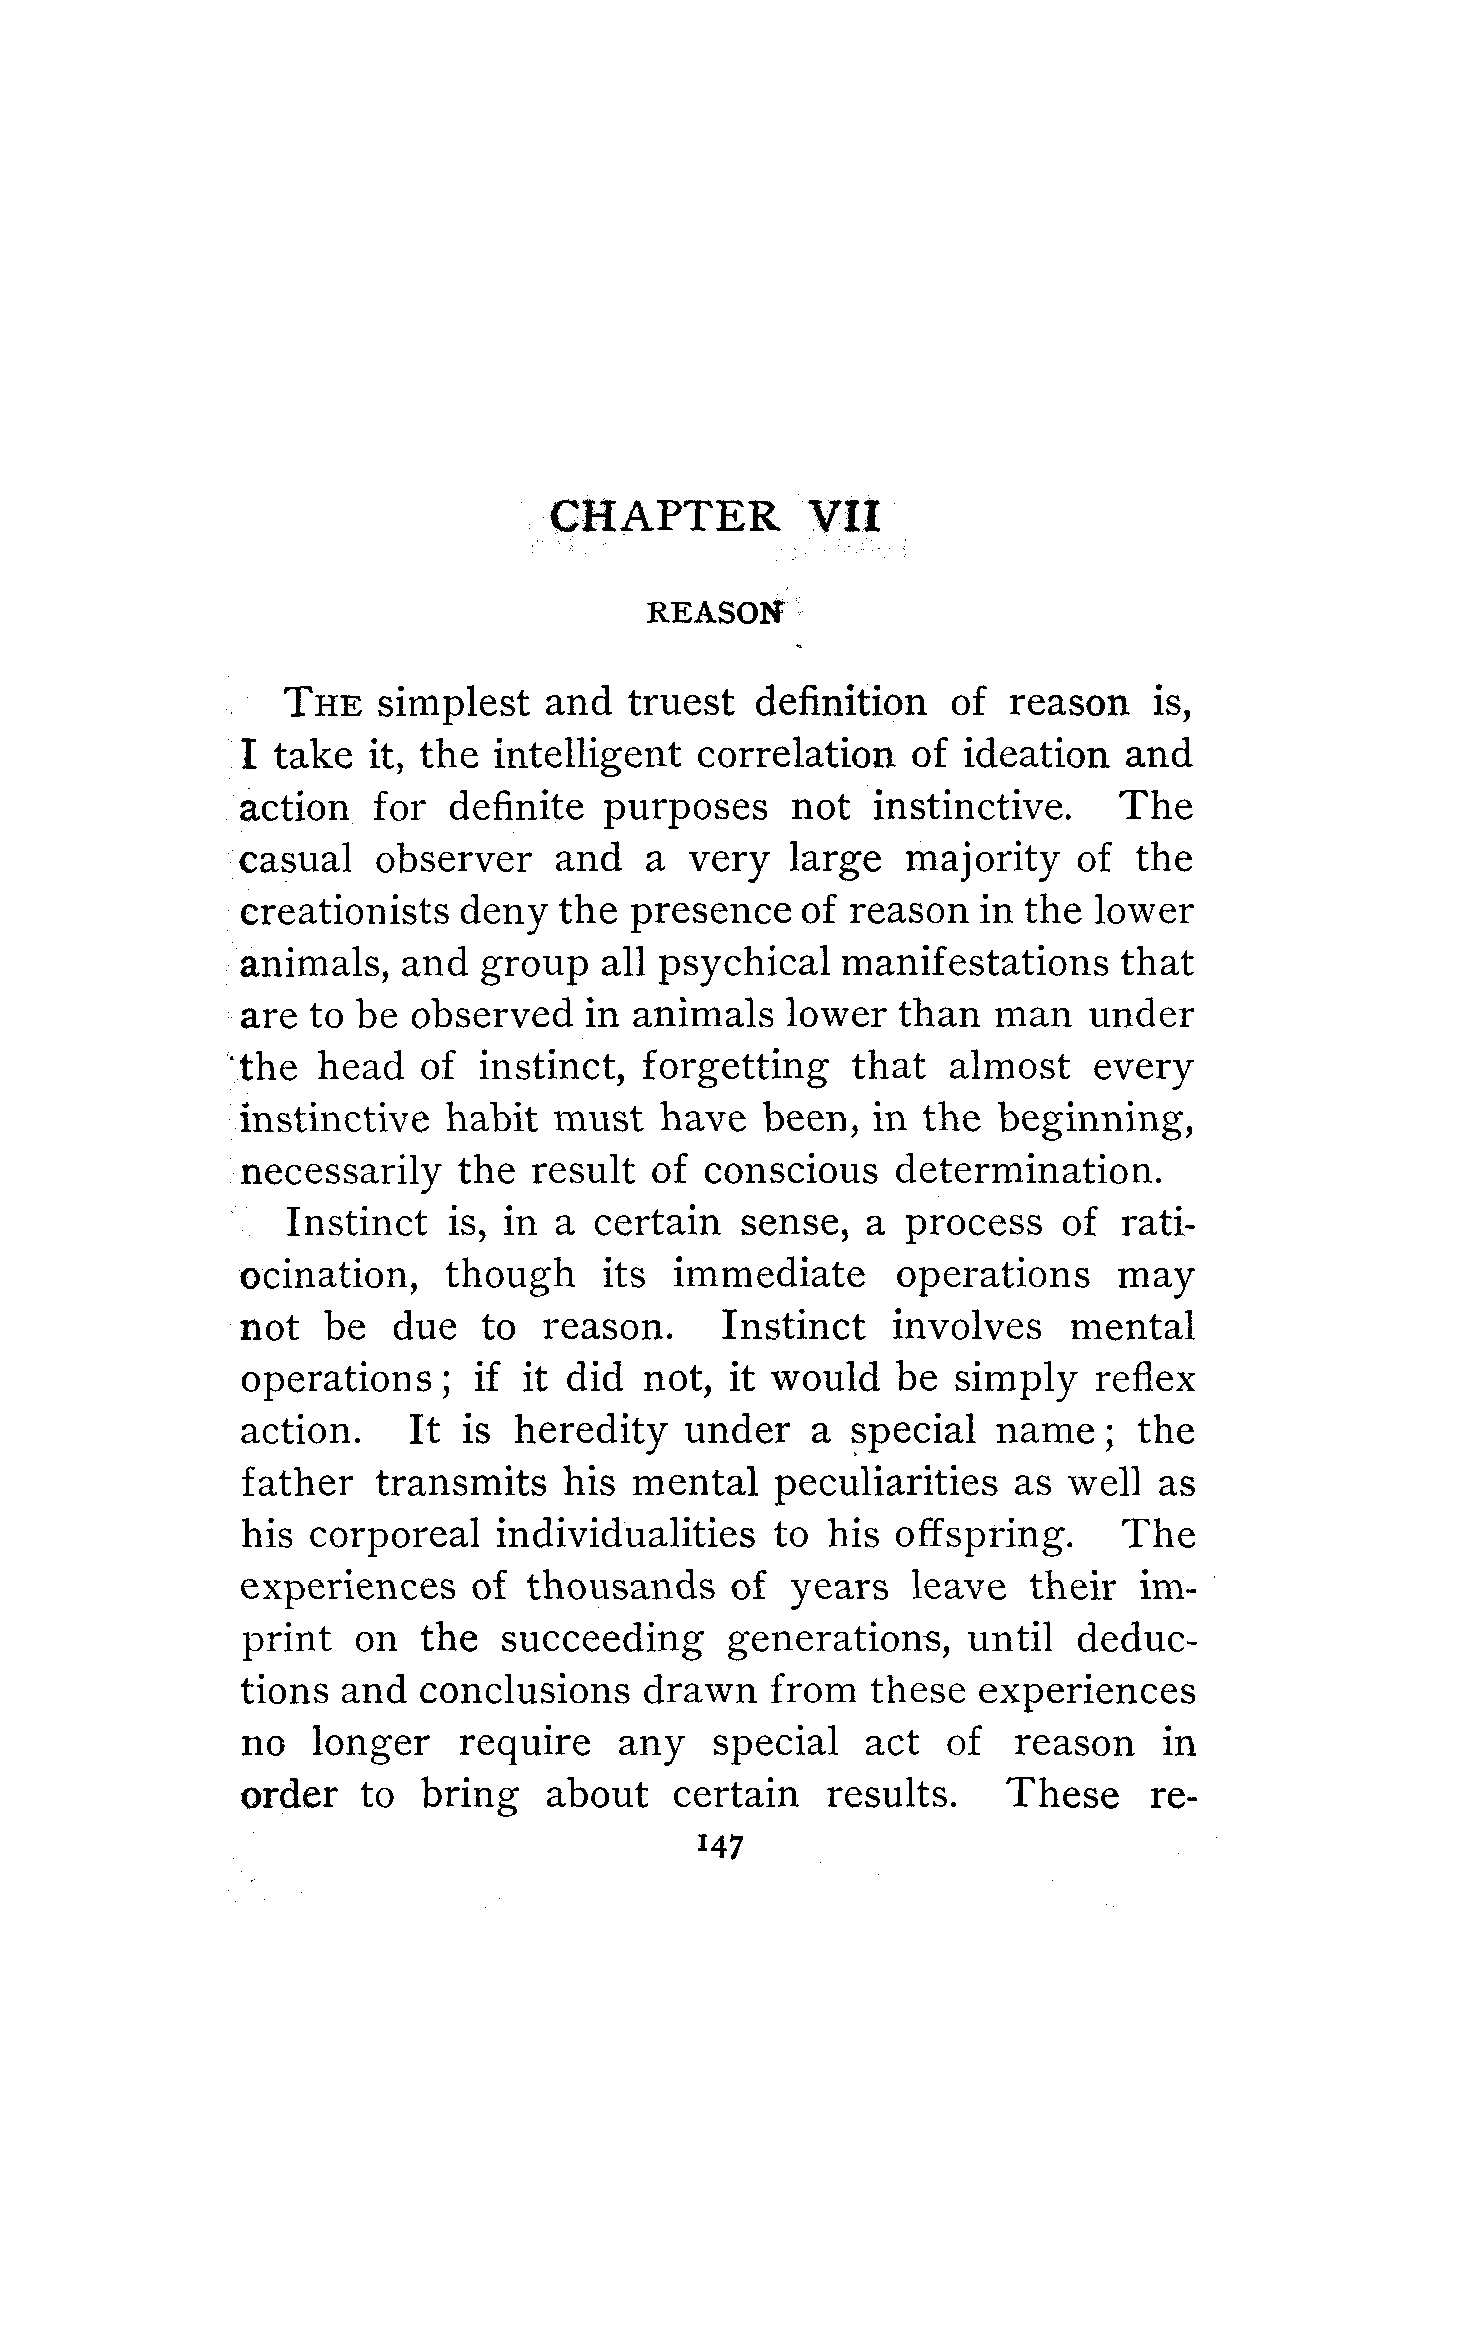 CHAPTER VII
REASON
THE simplest and truest definition of reason is,
I take it, the intelligent correlation of ideation and
action for definite purposes not instinctive. The
casual observer and a very large majority of the
creationists deny the presence of reason in the lower
animals, and group all psychical manifestations that
are to be observed in animals lower than man under
the head of instinct, forgetting that almost every
instinctive habit must have been, in the beginning,
necessarily the result of conscious determination.
Instinct is, in a certain sense, a process of rati-
ocination, though its immediate operations may
not be due to reason. Instinct involves mental
operations; if it did not, it would be simply reflex
action. It is heredity under a special name; the
father transmits his mental peculiarities as well as
his corporeal individualities to his offspring. The
experiences of thousands of years leave their im-
print on the succeeding generations, until deduc-
tions and conclusions drawn from these experiences
no longer require any special act of reason in
order to bring about certain results. These re-
147